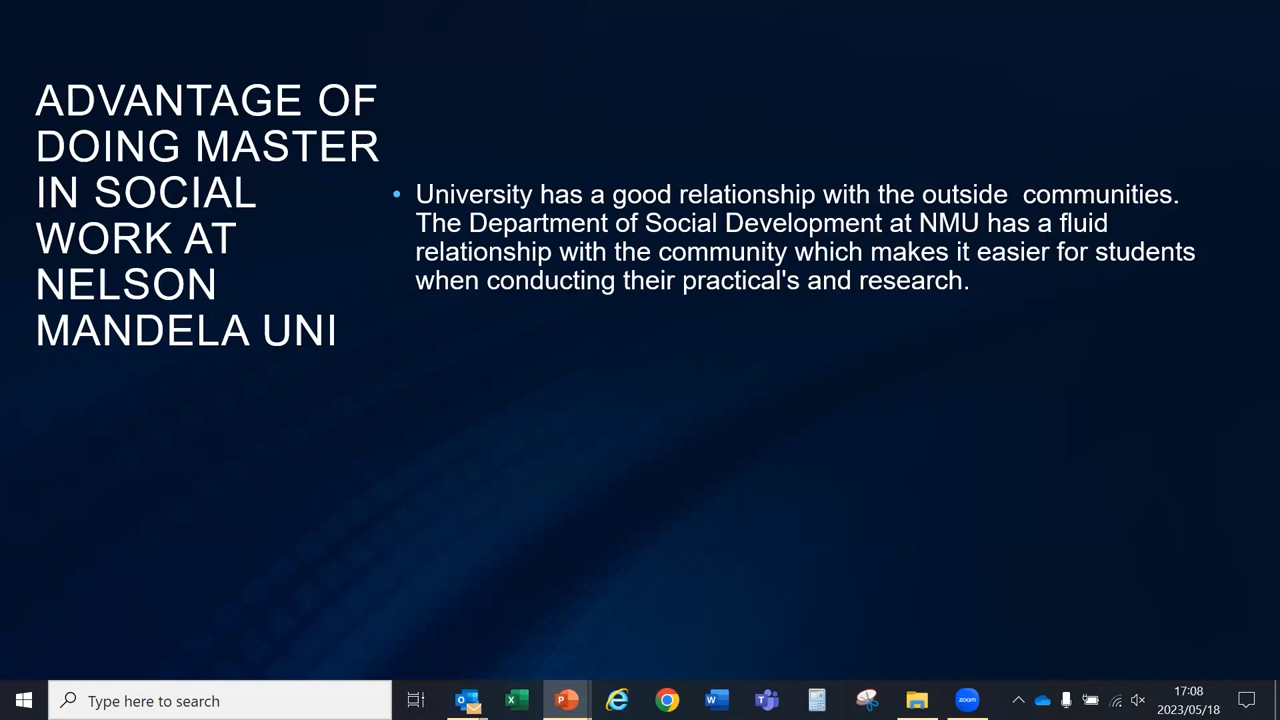 ADVANTAGE OF
DOING MASTER
IN SOCIAL
WORK AT
NELSON
MANDELA UNI
• University has a good relationship with the outside  communities.
The Department of Social Development at NMU has a fluid
relationship with the community which makes it easier for students
when conducting their practical's and research.
Type here to search
zoom
17:08
2023/05/18